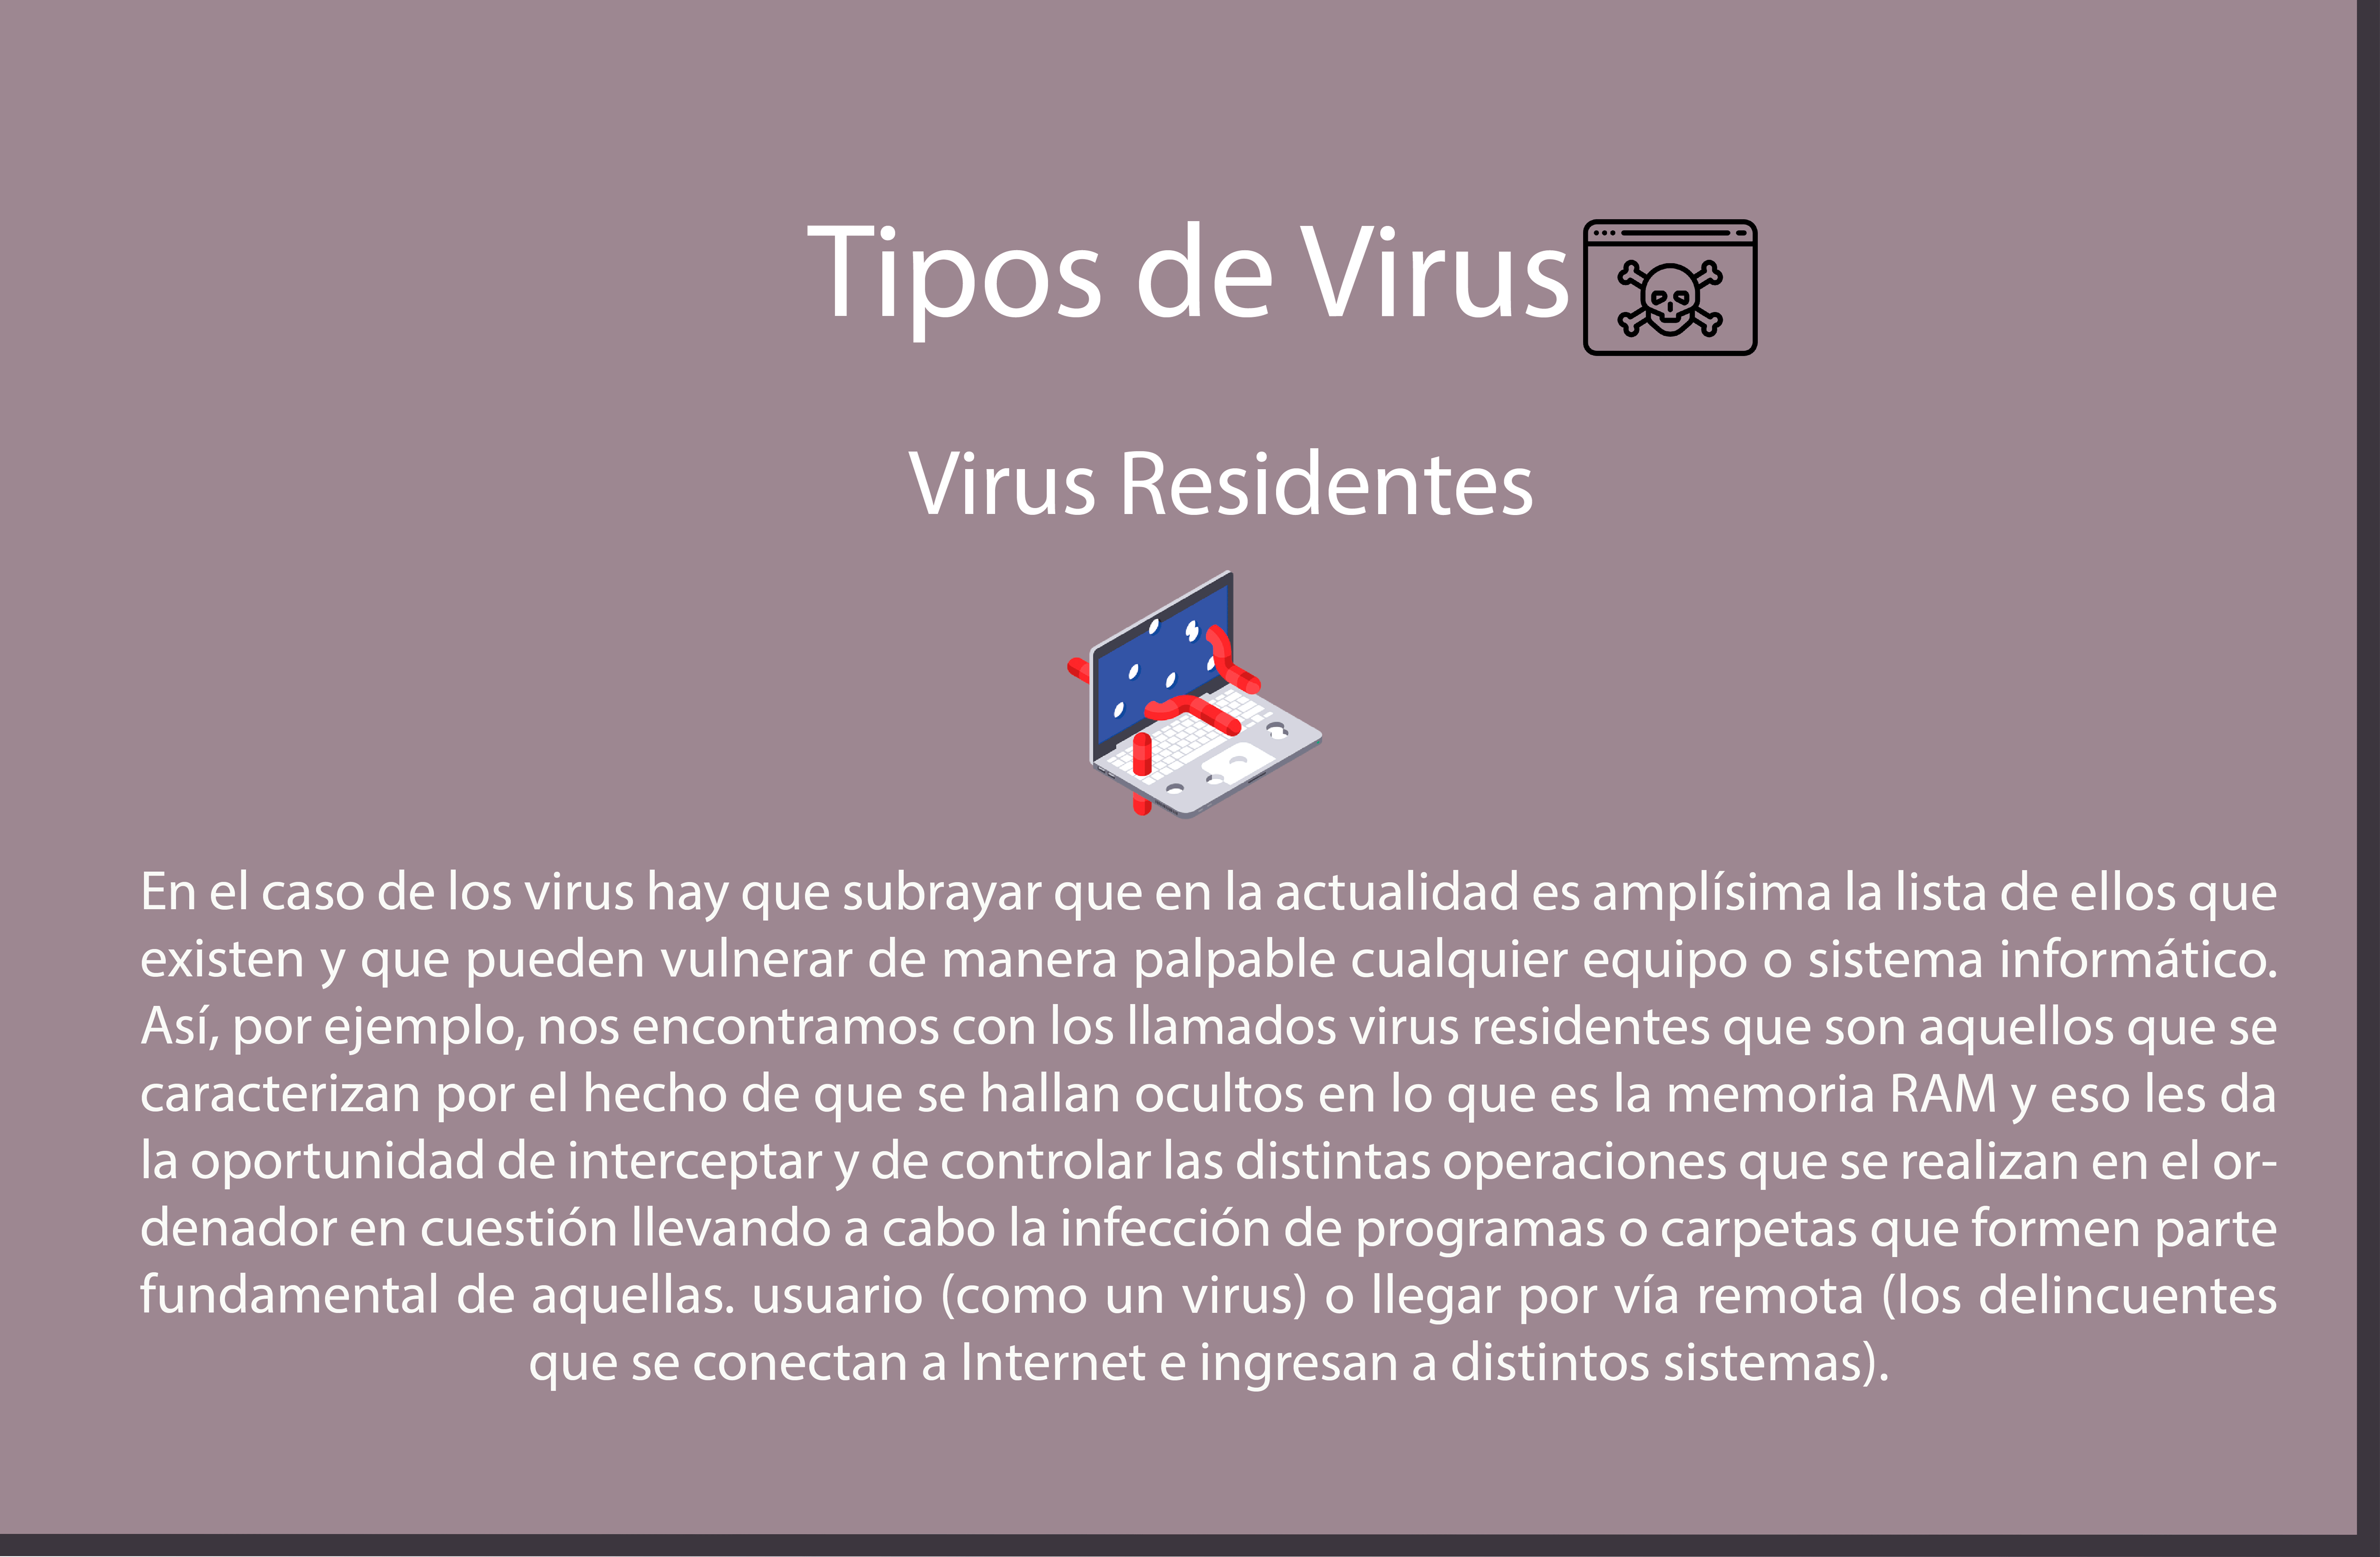 Tipos de Virus
Virus Residentes
En el caso de los virus hay que subrayar que en la actualidad es amplísima la lista de ellos que
existen y que pueden vulnerar de manera palpable cualquier equipo o sistema informático.
Así, por ejemplo, nos encontramos con los llamados virus residentes que son aquellos que se
caracterizan por el hecho de que se hallan ocultos en lo que es la memoria RAM y eso les da
la oportunidad de interceptar y de controlar las distintas operaciones que se realizan en el or-
denador en cuestión llevando a cabo la infección de programas o carpetas que formen parte
fundamental de aquellas. usuario (como un virus) o llegar por vía remota (los delincuentes
que se conectan a Internet e ingresan a distintos sistemas).